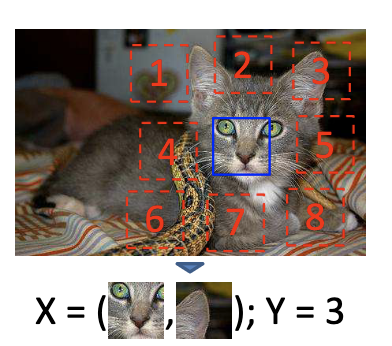 1 2 3
4 5
6 7 8
X = ( , ); Y = 3